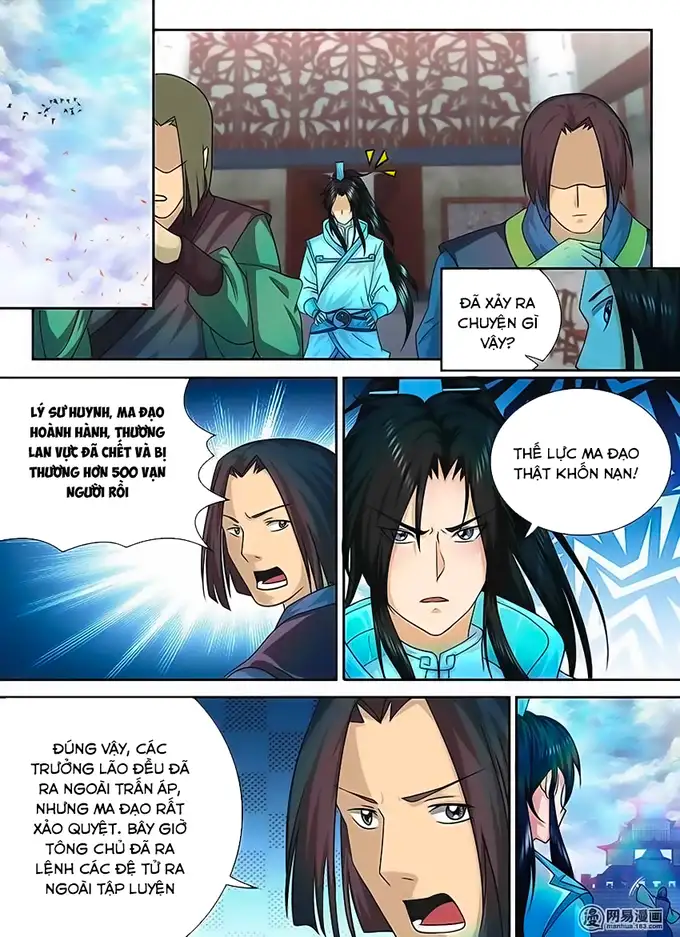 ĐÃ XẢY RA
CHUYỆN GÌ
VẬY?
LÝ SƯ HUYNH, MA ĐẠO
HOÀNH HÀNH, THƯƠNG
LAN VỰC ĐÃ CHẾT VÀ BỊ
THƯƠNG HƠN 500 VẠN
NGƯỜI RỒI
THẾ LỰC MA ĐẠO
THẬT KHỐN NẠN!
ĐÚNG VẬY, CÁC
TRƯỞNG LÃO ĐỀU ĐÃ
RA NGOÀI TRẤN ÁP,
NHƯNG MA ĐẠO RẤT
XẢO QUYỆT. BÂY GIỜ
TÔNG CHỦ ĐÃ RA
LỆNH CÁC ĐỆ TỬ RA
NGOÀI TẬP LUYỆN
网易漫画
manhua.163.com